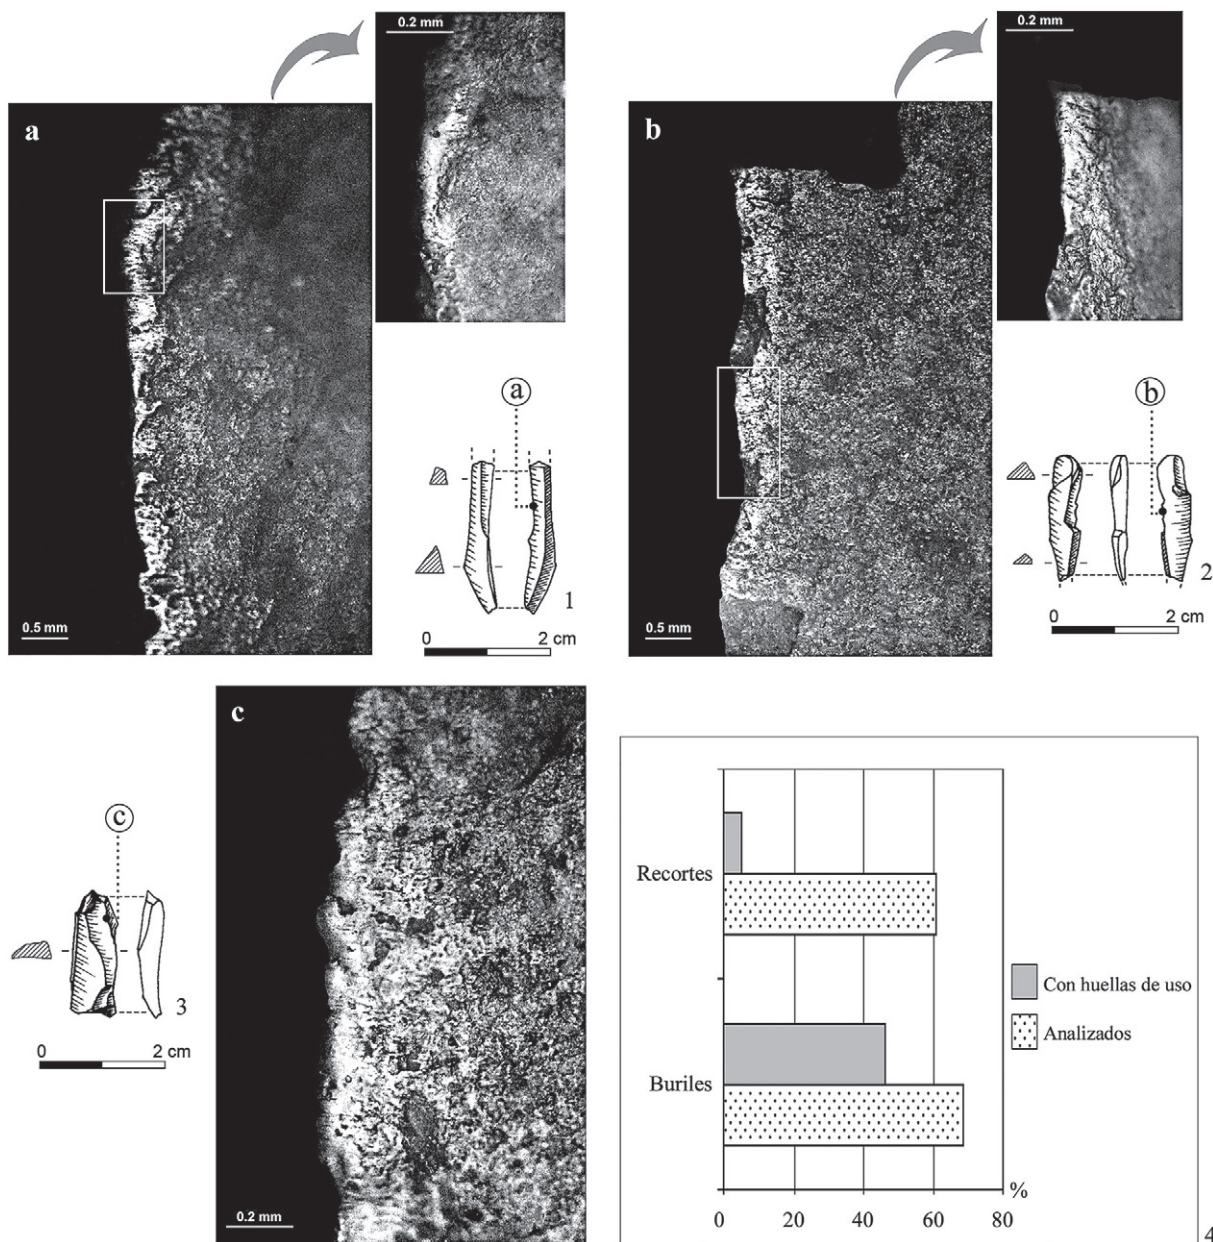 0.2 mm
a
0.5 mm
a
1
0 2 cm
0.2 mm
b
0.5 mm
b
2
0 2 cm
c
0.2 mm
c
3
0 2 cm
Recortes
Buriles
Con huellas de uso
Analizados
%
0 20 40 60 80
4